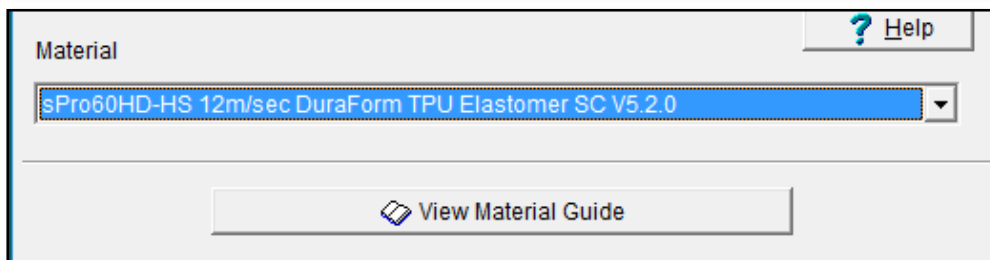 Help
Material
sPro60HD-HS 12m/sec DuraForm TPU Elastomer SC V5.2.0
View Material Guide